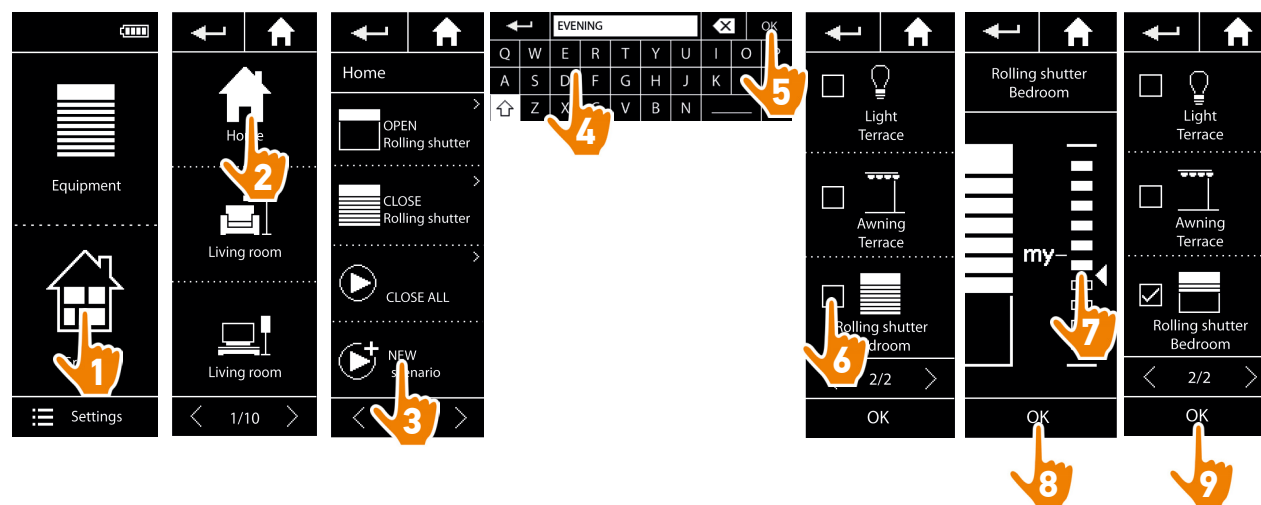 Equipment
1
Settings
Home
2
Living room
Living room
1/10
Home
OPEN
Rolling shutter
CLOSE
Rolling shutter
CLOSE ALL
NEW
scenario
3
EVENING
OK
Q W E R T Y U I O P
A S D F G H J K
Z X C V B N
4
5
Light
Terrace
Awning
Terrace
Rolling shutter
Bedroom
6
2/2
OK
Rolling shutter
Bedroom
my
7
OK
8
Light
Terrace
Awning
Terrace
Rolling shutter
Bedroom
2/2
OK
9